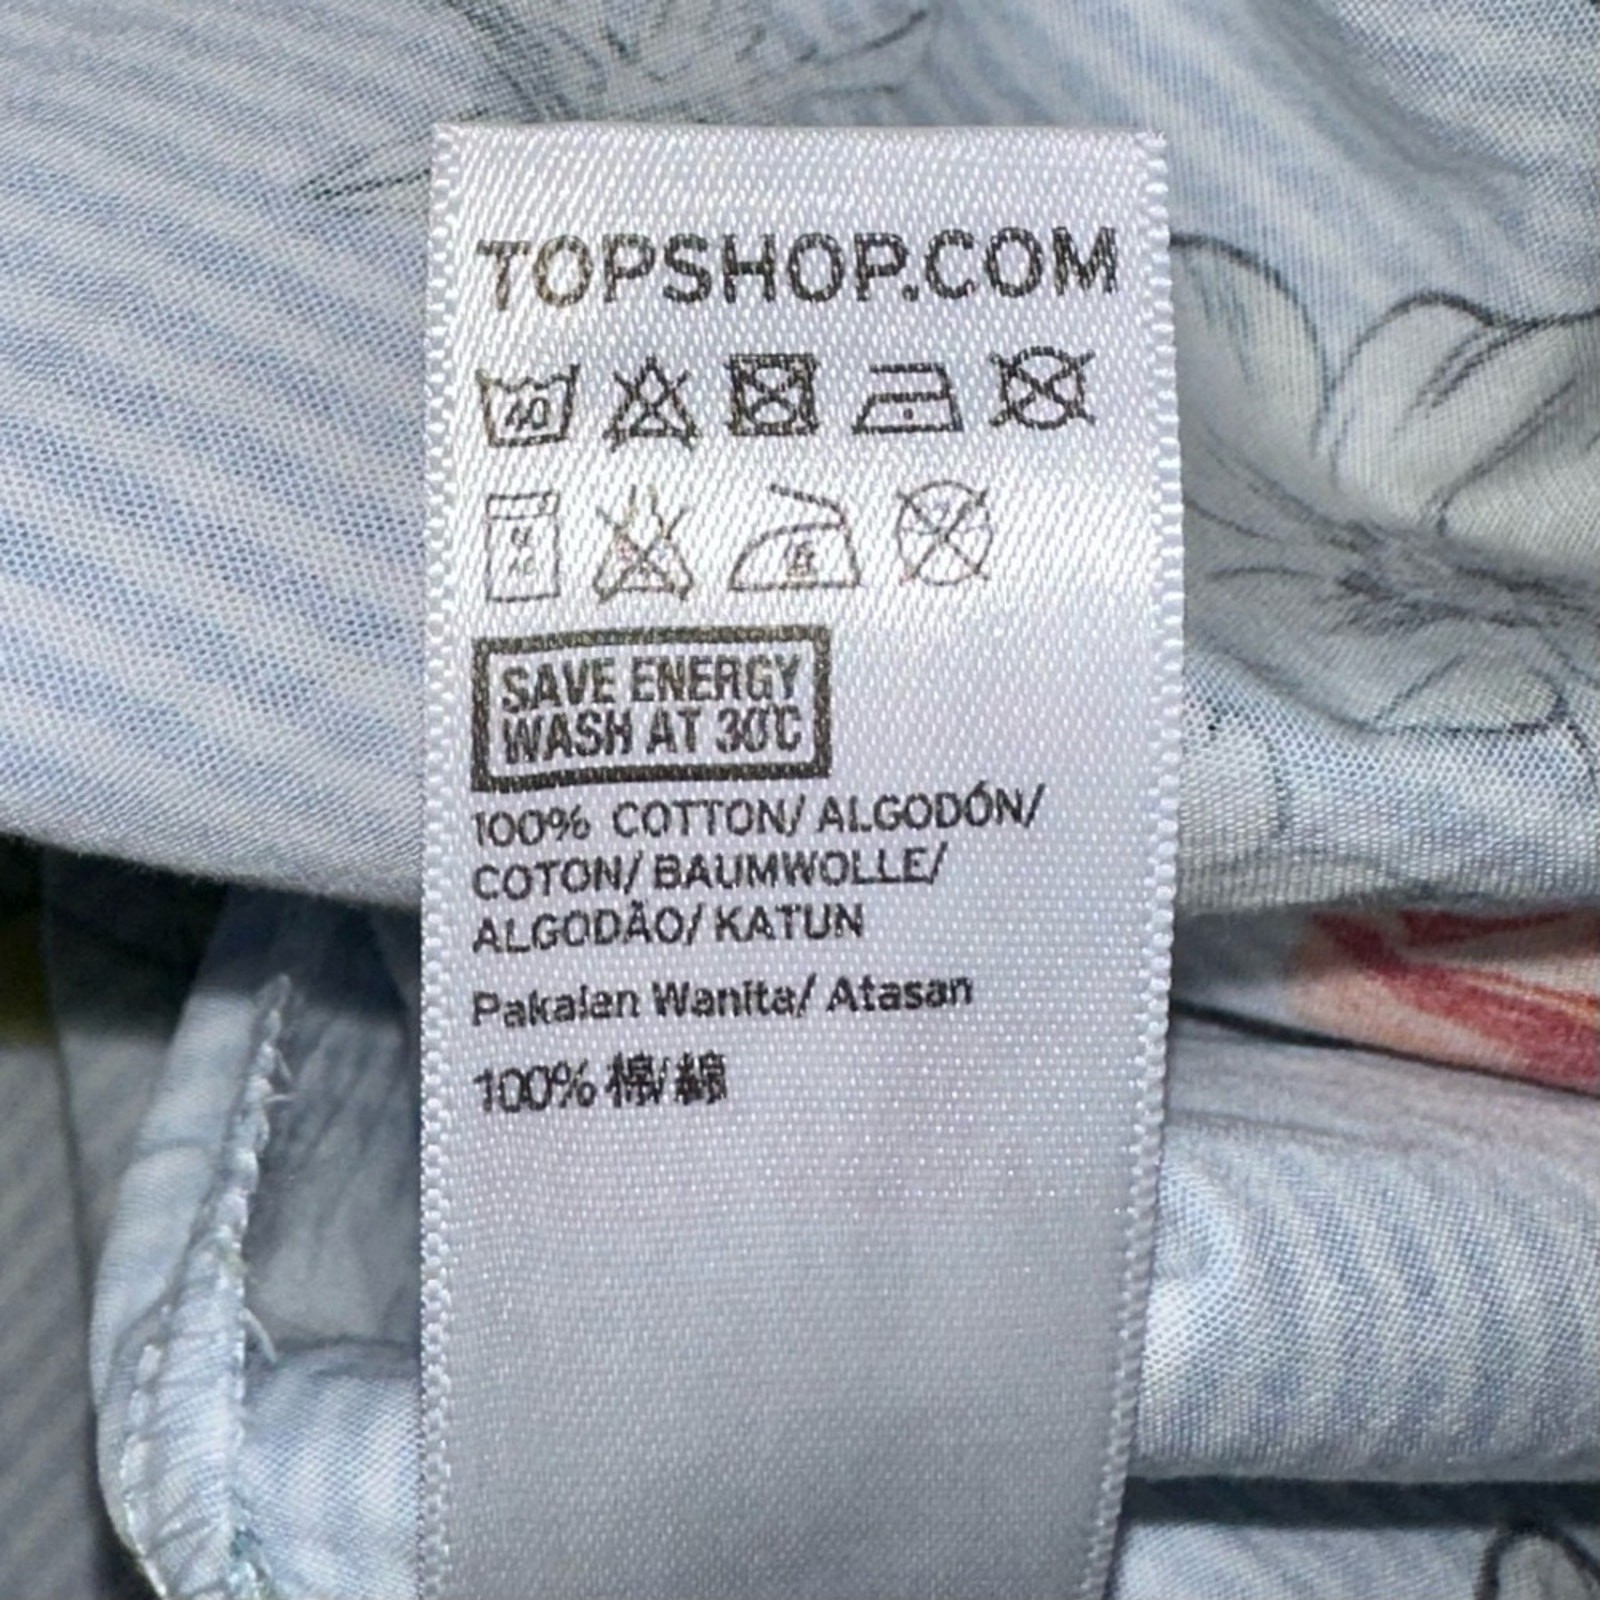 TOPSHOP.COM
40
SAVE ENERGY
WASH AT 30°C
100% COTTON/ ALGODÓN/
COTON/ BAUMWOLLE/
ALGODÃO/ KATUN
Pakaian Wanita/ Atasan
100% 棉/ 綿